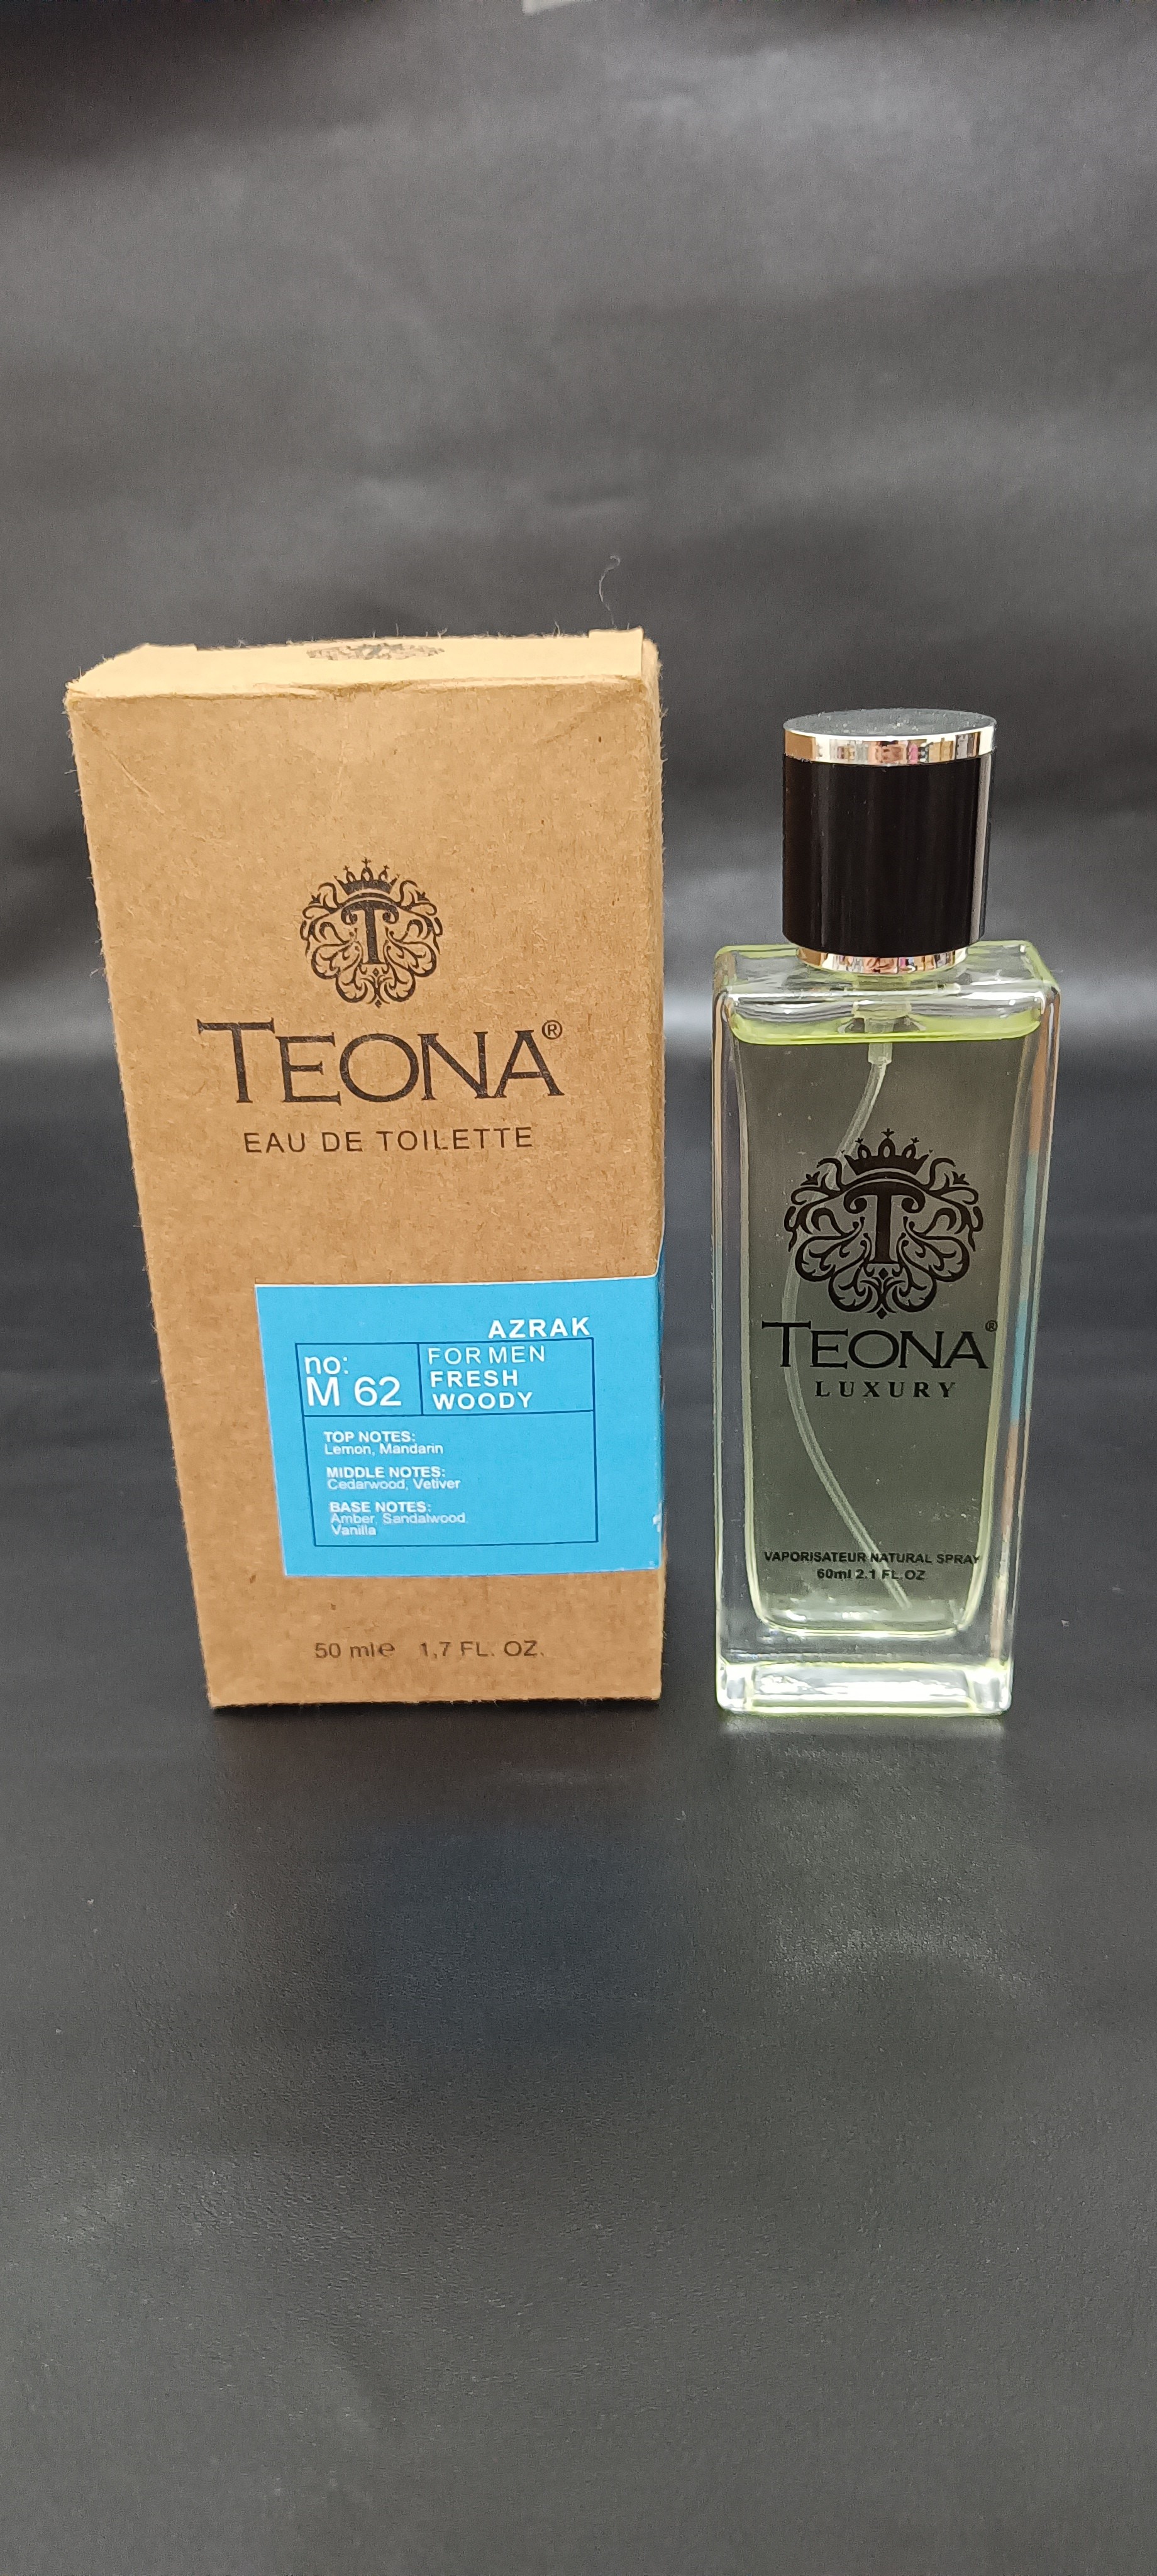 T
TEONA®
EAU DE TOILETTE
AZRAK
no:
M 62
FOR MEN
FRESH
WOODY
TOP NOTES:
Lemon, Mandarin
MIDDLE NOTES:
Cedarwood, Vetiver
BASE NOTES:
Amber, Sandalwood,
Vanilla
50 ml℮ 1,7 FL. OZ.
T
TEONA®
LUXURY
VAPORISATEUR NATURAL SPRAY
60ml 2.1 FL.OZ